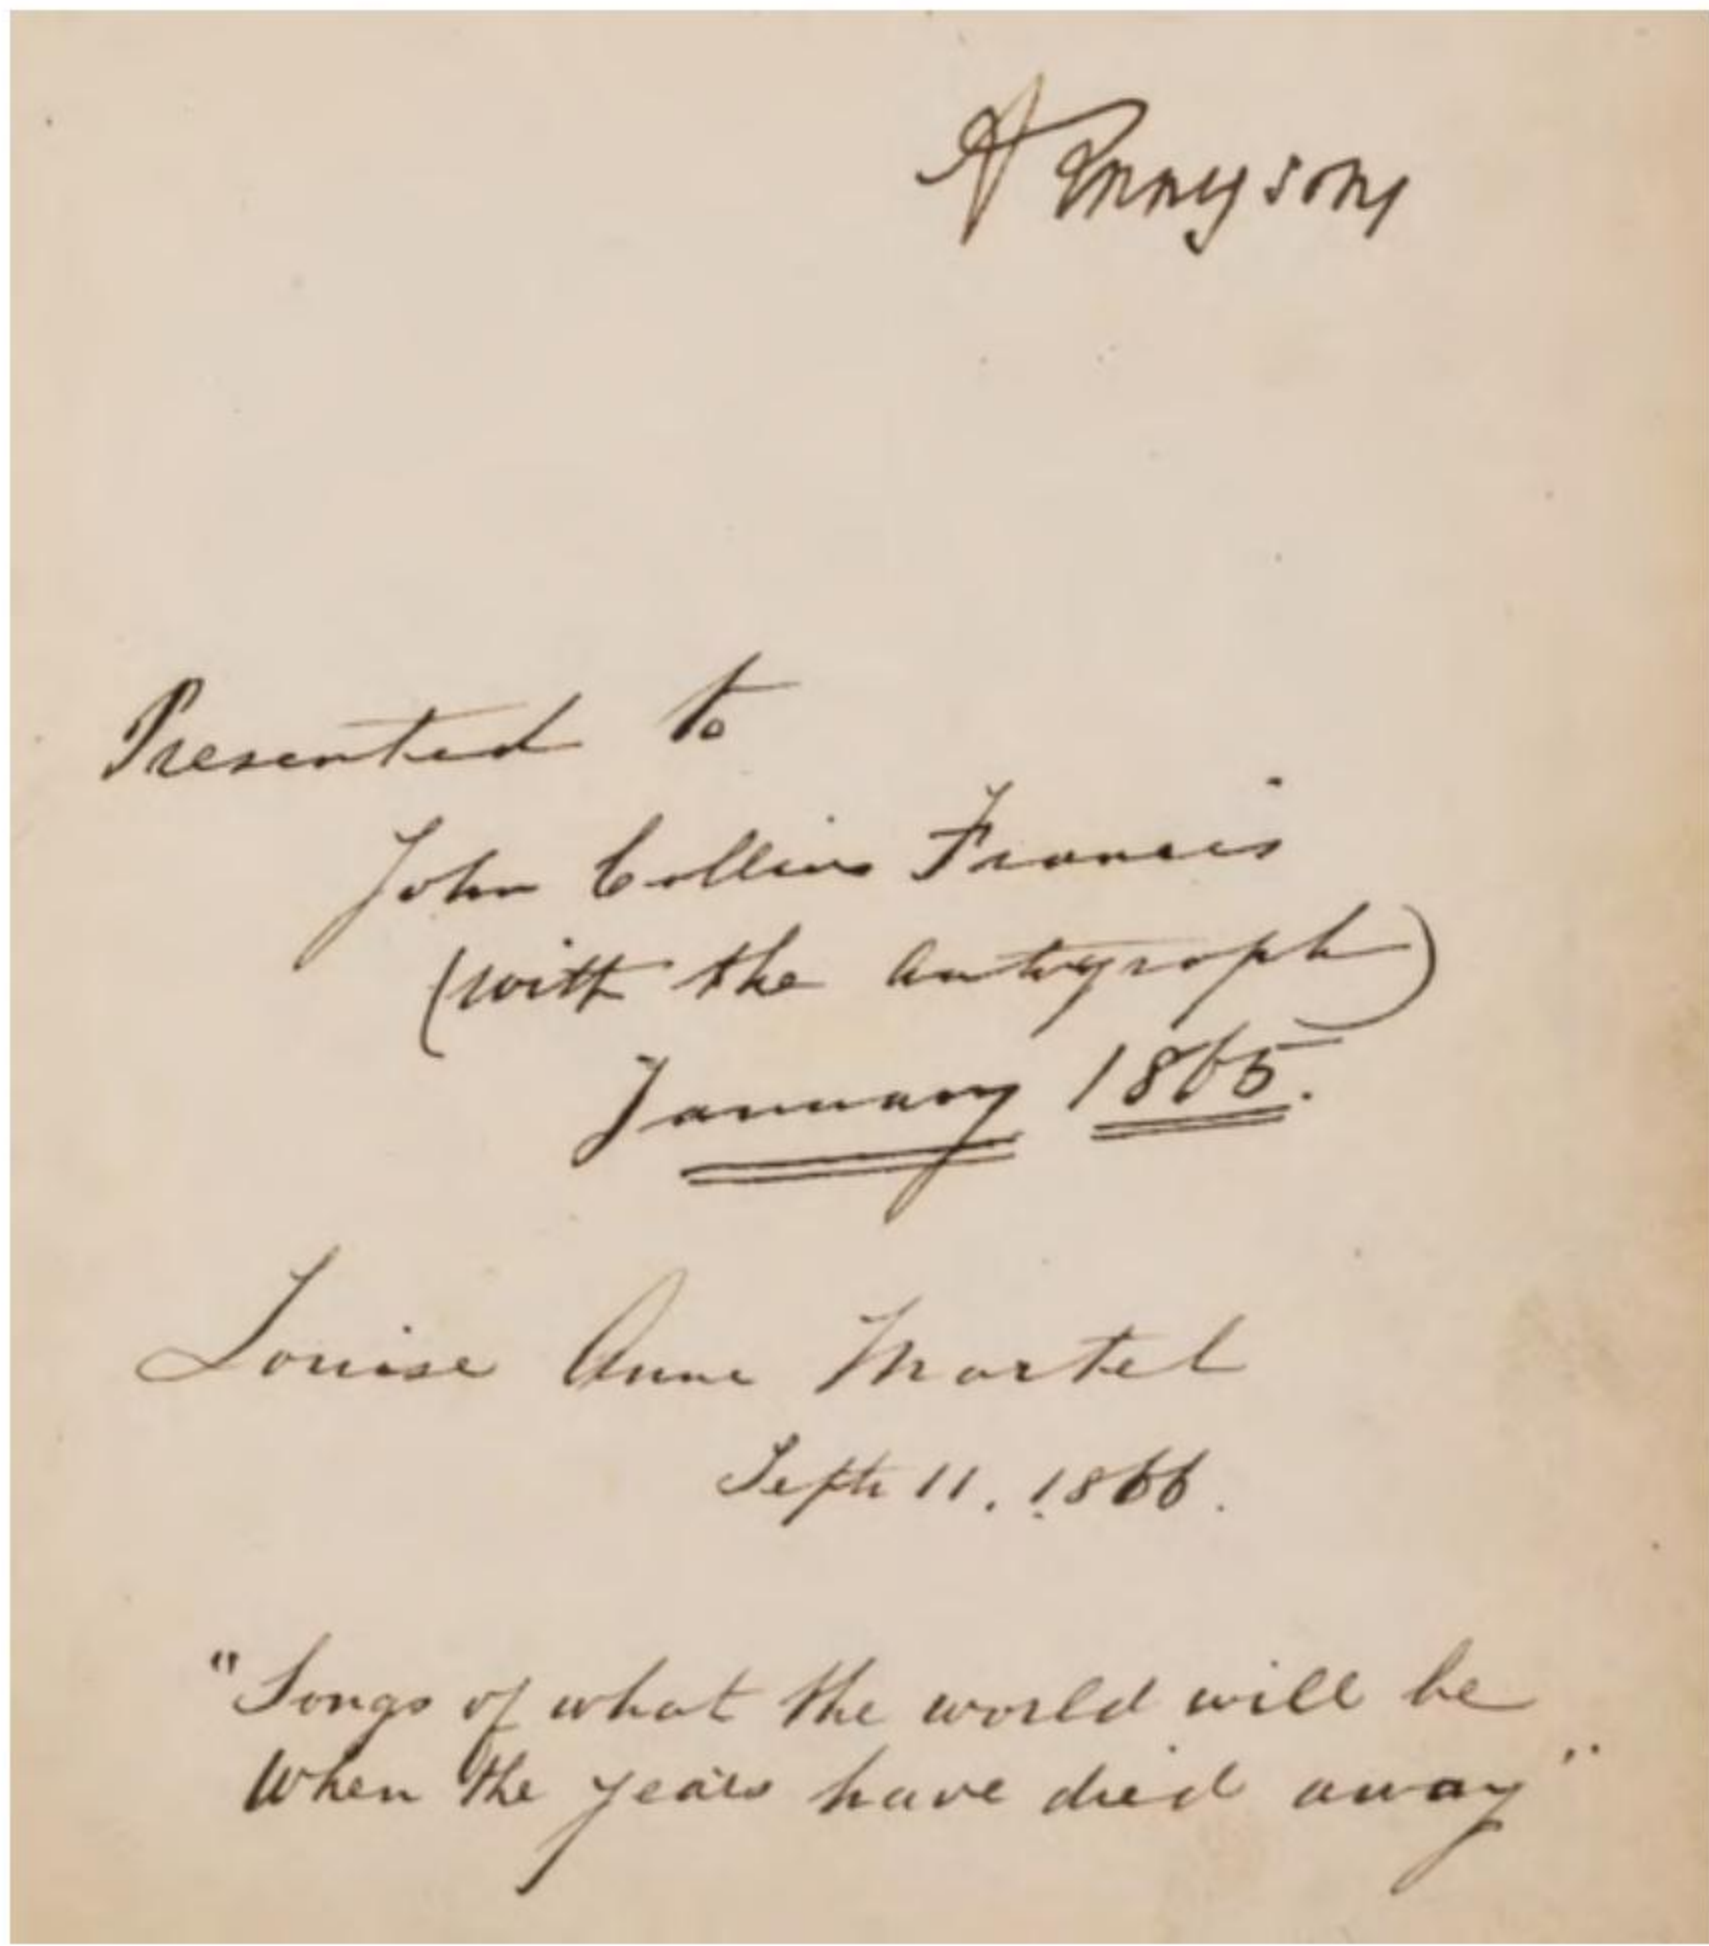 A Tennyson
Presented to
John Collins Francis
(with the autograph)
January 1865.
Louise Anne Martel
Septr 11. 1866.
"Songs of what the world will be
When the years have died away"